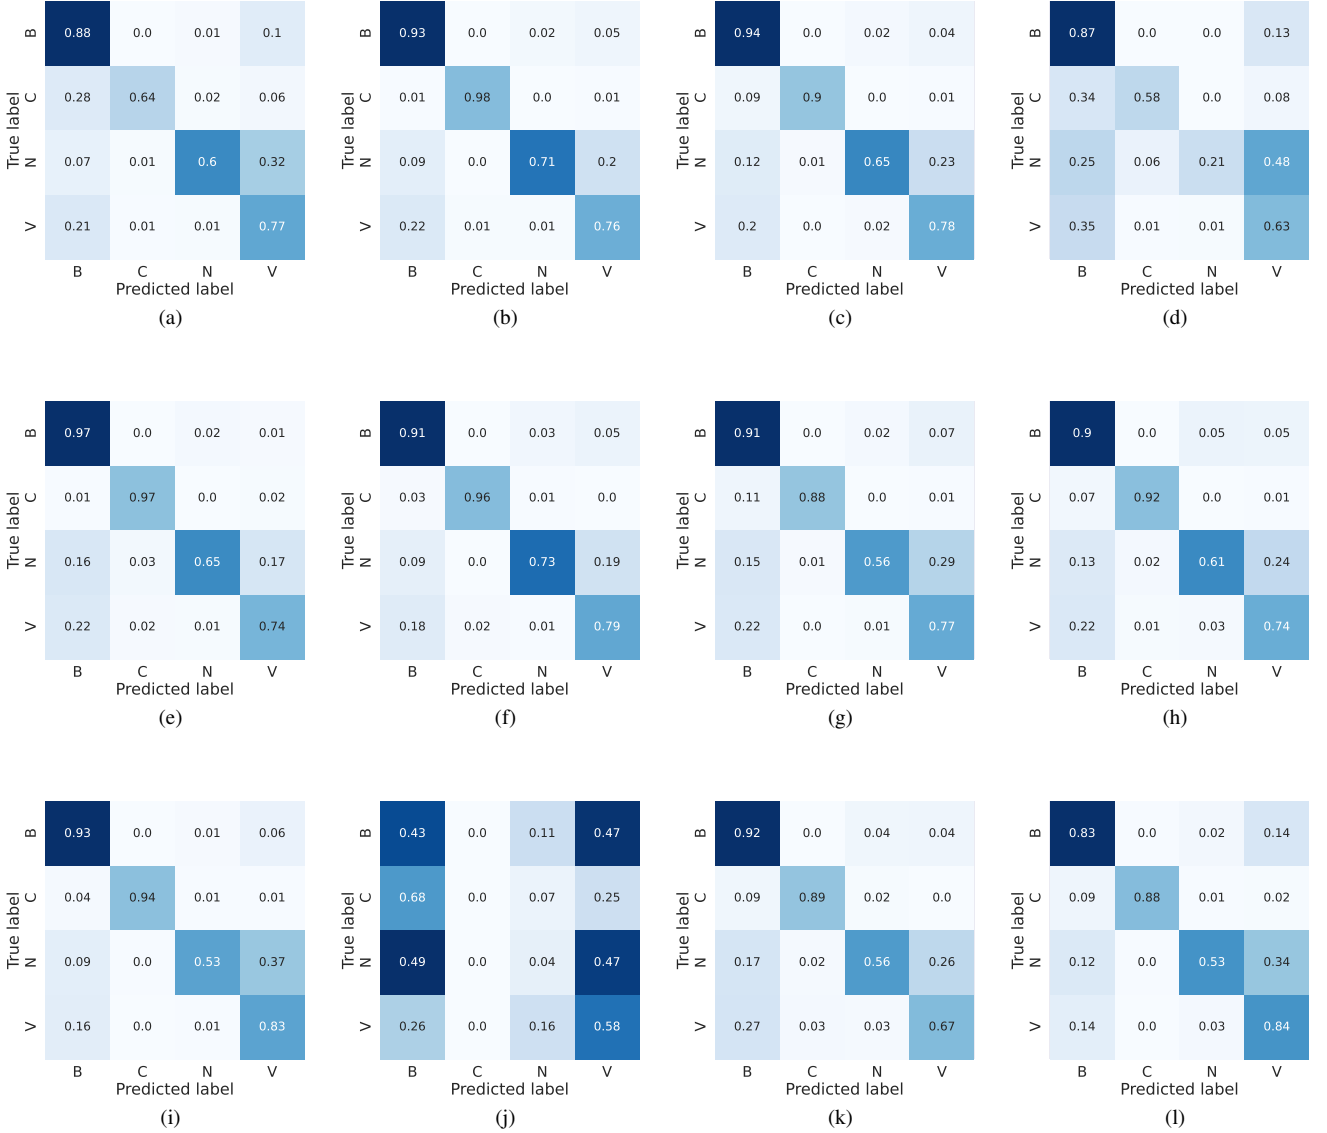 B 0.88 0.0 0.01 0.1
C 0.28 0.64 0.02 0.06
N 0.07 0.01 0.6 0.32
V 0.21 0.01 0.01 0.77
True label
B C N V
Predicted label
(a)
B 0.93 0.0 0.02 0.05
C 0.01 0.98 0.0 0.01
N 0.09 0.0 0.71 0.2
V 0.22 0.01 0.01 0.76
True label
B C N V
Predicted label
(b)
B 0.94 0.0 0.02 0.04
C 0.09 0.9 0.0 0.01
N 0.12 0.01 0.65 0.23
V 0.2 0.0 0.02 0.78
True label
B C N V
Predicted label
(c)
B 0.87 0.0 0.0 0.13
C 0.34 0.58 0.0 0.08
N 0.25 0.06 0.21 0.48
V 0.35 0.01 0.01 0.63
True label
B C N V
Predicted label
(d)
B 0.97 0.0 0.02 0.01
C 0.01 0.97 0.0 0.02
N 0.16 0.03 0.65 0.17
V 0.22 0.02 0.01 0.74
True label
B C N V
Predicted label
(e)
B 0.91 0.0 0.03 0.05
C 0.03 0.96 0.01 0.0
N 0.09 0.0 0.73 0.19
V 0.18 0.02 0.01 0.79
True label
B C N V
Predicted label
(f)
B 0.91 0.0 0.02 0.07
C 0.11 0.88 0.0 0.01
N 0.15 0.01 0.56 0.29
V 0.22 0.0 0.01 0.77
True label
B C N V
Predicted label
(g)
B 0.9 0.0 0.05 0.05
C 0.07 0.92 0.0 0.01
N 0.13 0.02 0.61 0.24
V 0.22 0.01 0.03 0.74
True label
B C N V
Predicted label
(h)
B 0.93 0.0 0.01 0.06
C 0.04 0.94 0.01 0.01
N 0.09 0.0 0.53 0.37
V 0.16 0.0 0.01 0.83
True label
B C N V
Predicted label
(i)
B 0.43 0.0 0.11 0.47
C 0.68 0.0 0.07 0.25
N 0.49 0.0 0.04 0.47
V 0.26 0.0 0.16 0.58
True label
B C N V
Predicted label
(j)
B 0.92 0.0 0.04 0.04
C 0.09 0.89 0.02 0.0
N 0.17 0.02 0.56 0.26
V 0.27 0.03 0.03 0.67
True label
B C N V
Predicted label
(k)
B 0.83 0.0 0.02 0.14
C 0.09 0.88 0.01 0.02
N 0.12 0.0 0.53 0.34
V 0.14 0.0 0.03 0.84
True label
B C N V
Predicted label
(l)